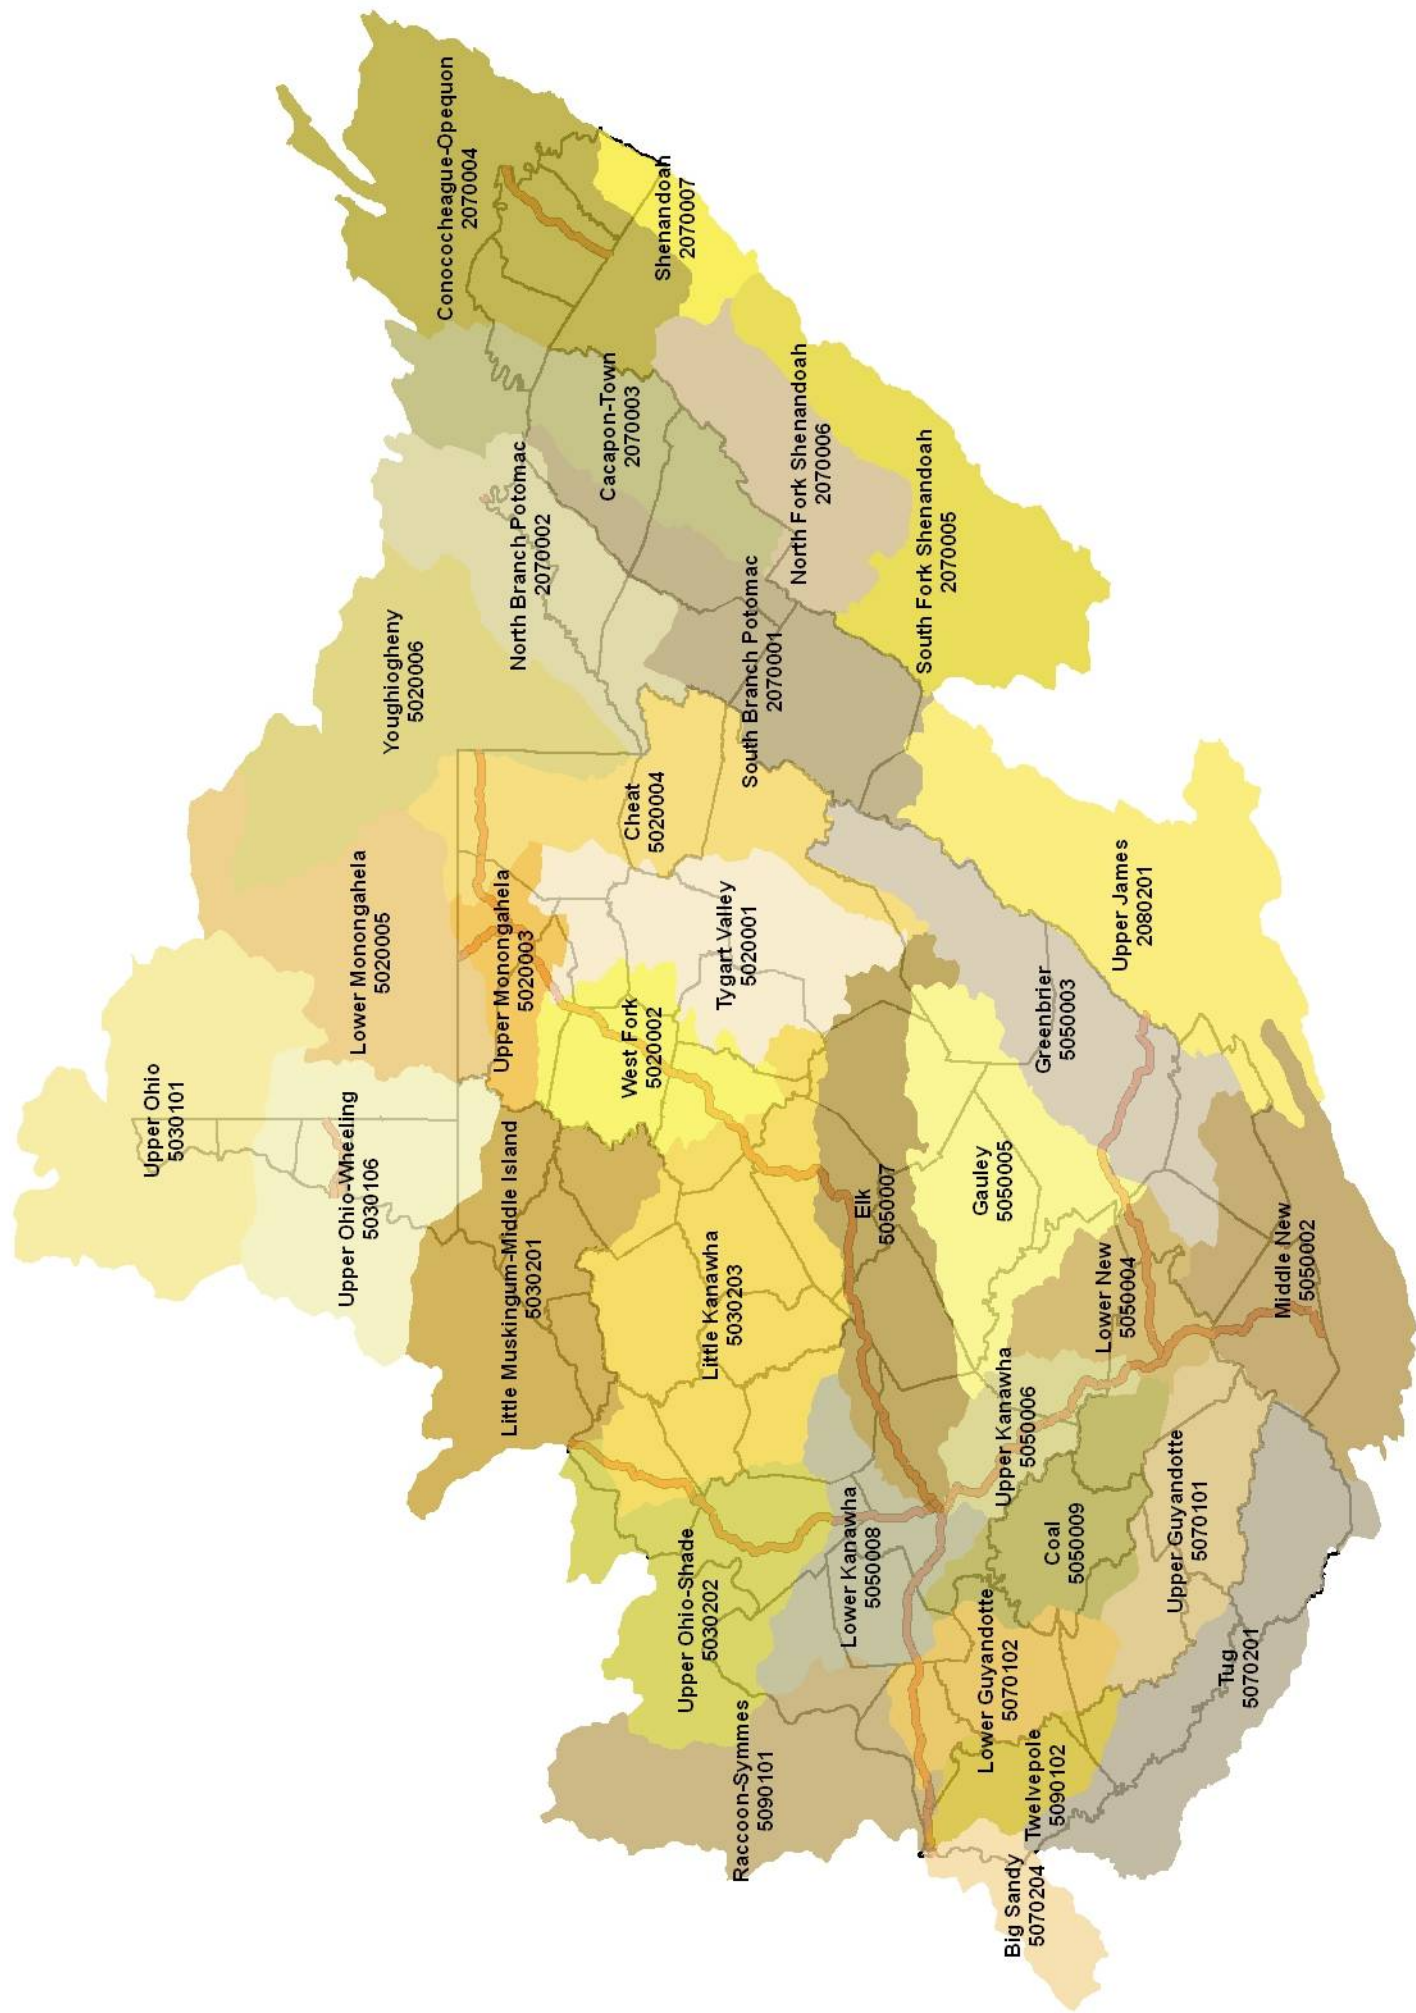 Upper Ohio
5030101
Upper Ohio-Wheeling
5030106
Lower Monongahela
5020005
Youghiogheny
5020006
Conococheague-Opequon
2070004
Little Muskingum-Middle Island
5030201
Upper Monongahela
5020003
North Branch Potomac
2070002
Cacapon-Town
2070003
Shenandoah
2070007
West Fork
5020002
Cheat
5020004
Upper Ohio-Shade
5030202
Little Kanawha
5030203
Tygart Valley
5020001
South Branch Potomac
2070001
North Fork Shenandoah
2070006
Raccoon-Symmes
5090101
Lower Kanawha
5050008
Elk
5050007
South Fork Shenandoah
2070005
Gauley
5050005
Lower Guyandotte
5070102
Upper Kanawha
5050006
Big Sandy
5070204
Twelvepole
5090102
Coal
5050009
Greenbrier
5050003
Lower New
5050004
Upper James
2080201
Upper Guyandotte
5070101
Tug
5070201
Middle New
5050002